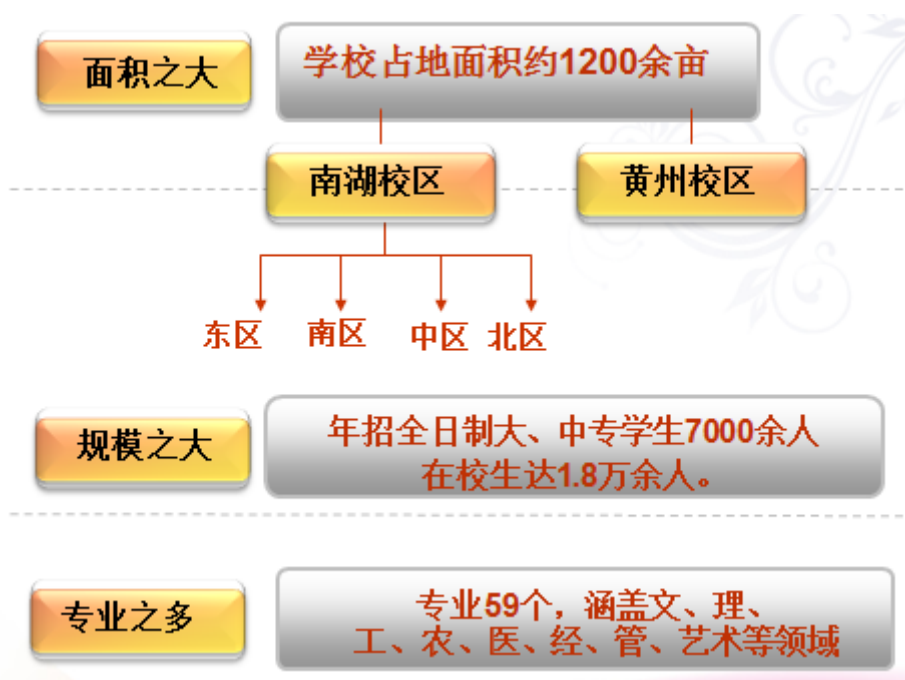 面积之大
学校占地面积约1200余亩
南湖校区
黄州校区
东区
南区
中区
北区
规模之大
年招全日制大、中专学生7000余人
在校生达1.8万余人。
专业之多
专业59个，涵盖文、理、
工、农、医、经、管、艺术等领域